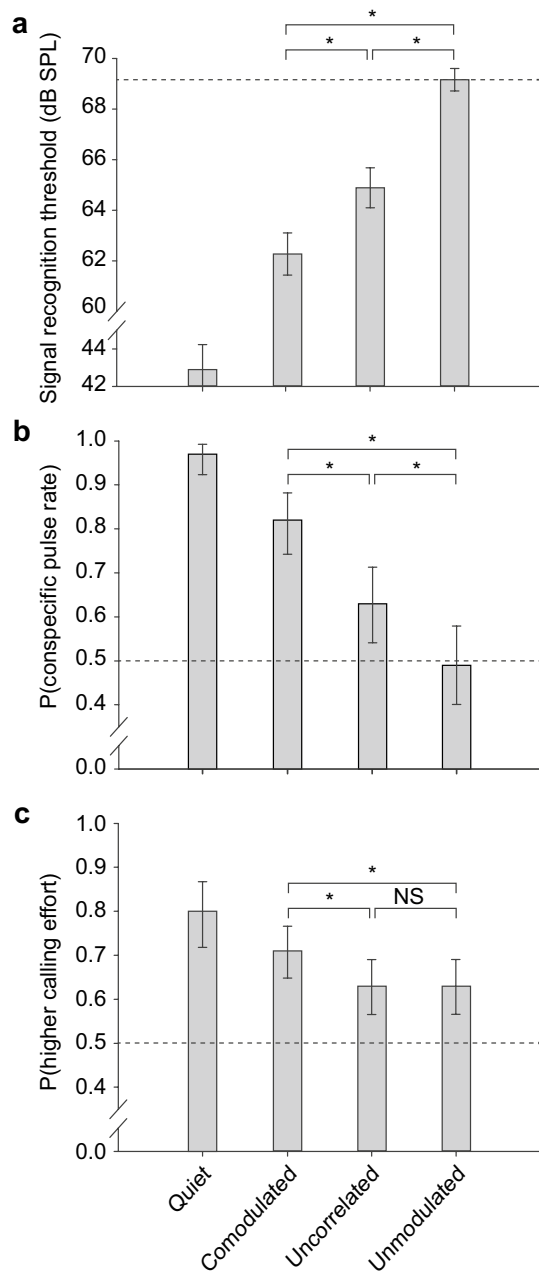 a
Signal recognition threshold (dB SPL)
70
68
66
64
62
60
44
42
*
*
*
b
P(conspecific pulse rate)
1.0
0.9
0.8
0.7
0.6
0.5
0.4
0.0
*
*
*
c
P(higher calling effort)
1.0
0.9
0.8
0.7
0.6
0.5
0.4
0.0
*
*
NS
Quiet
Comodulated
Uncorrelated
Unmodulated